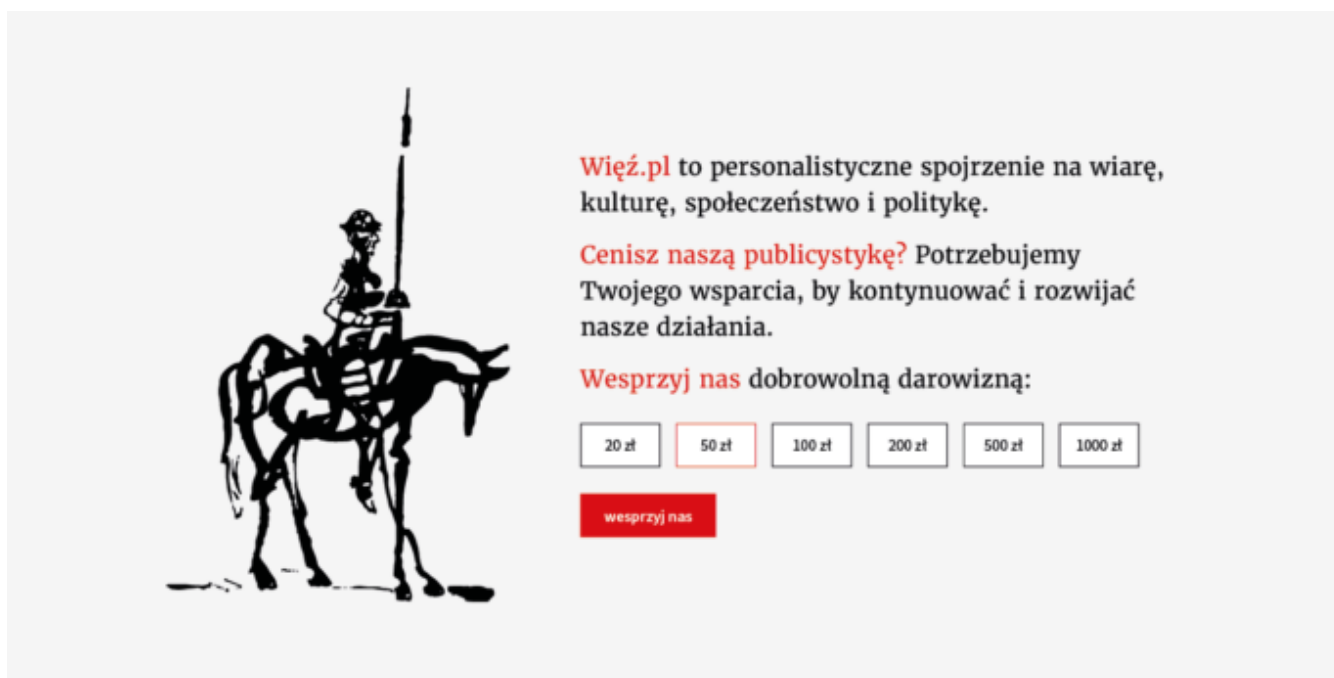 Więź.pl to personalistyczne spojrzenie na wiarę,
kulturę, społeczeństwo i politykę.
Cenisz naszą publicystykę? Potrzebujemy
Twojego wsparcia, by kontynuować i rozwijać
nasze działania.
Wesprzyj nas dobrowolną darowizną:
20 zł 50 zł 100 zł 200 zł 500 zł 1000 zł
wesprzyj nas